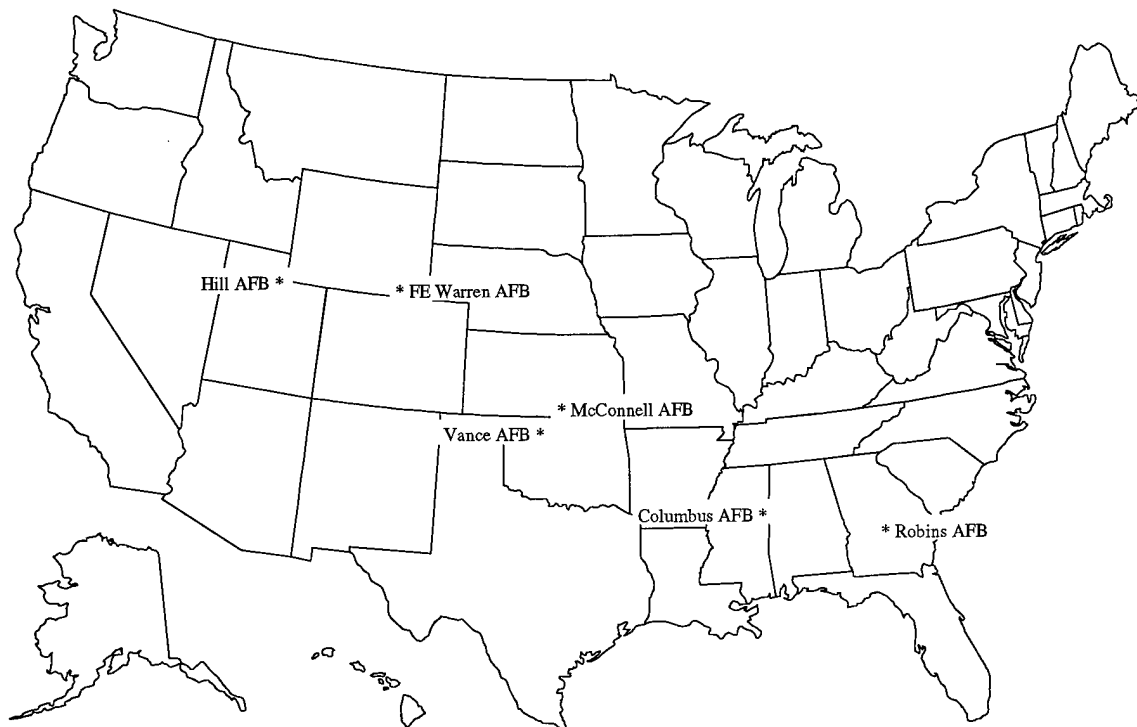 Hill AFB *
* FE Warren AFB
* McConnell AFB
Vance AFB *
Columbus AFB *
* Robins AFB